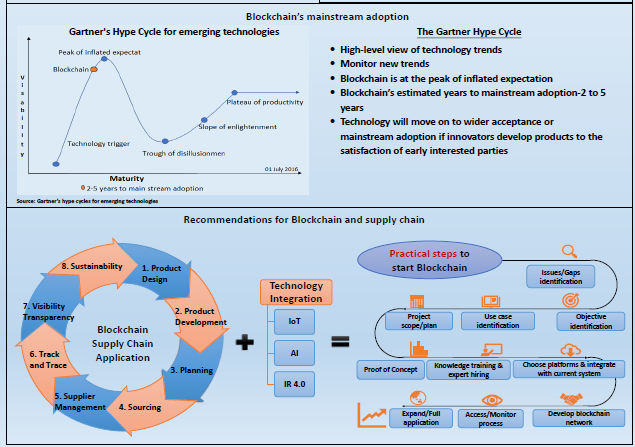 Blockchain's mainstream adoption
Gartner's Hype Cycle for emerging technologies
Peak of inflated expectat
Blockchain
Visability
Plateau of productivity
Slope of enlightenment
Technology trigger
Trough of disillusionmen
01 July 2016
Maturity
2-5 years to main stream adoption
Source: Gartner's hype cycles for emerging technologies
The Gartner Hype Cycle
• High-level view of technology trends
• Monitor new trends
• Blockchain is at the peak of inflated expectation
• Blockchain's estimated years to mainstream adoption-2 to 5
years
• Technology will move on to wider acceptance or
mainstream adoption if innovators develop products to the
satisfaction of early interested parties
Recommendations for Blockchain and supply chain
1. Product
Design
2. Product
Development
3. Planning
4. Sourcing
5. Supplier
Management
6. Track
and Trace
7. Visibility
Transparency
8. Sustainability
Blockchain
Supply Chain
Application
Technology
Integration
IoT
AI
IR 4.0
Practical steps to
start Blockchain
Issues/Gaps
identification
Project
scope/plan
Use case
identification
Objective
identification
Proof of Concept
Knowledge training &
expert hiring
Choose platforms & integrate
with current system
Expand/Full
application
Access/Monitor
process
Develop blockchain
network